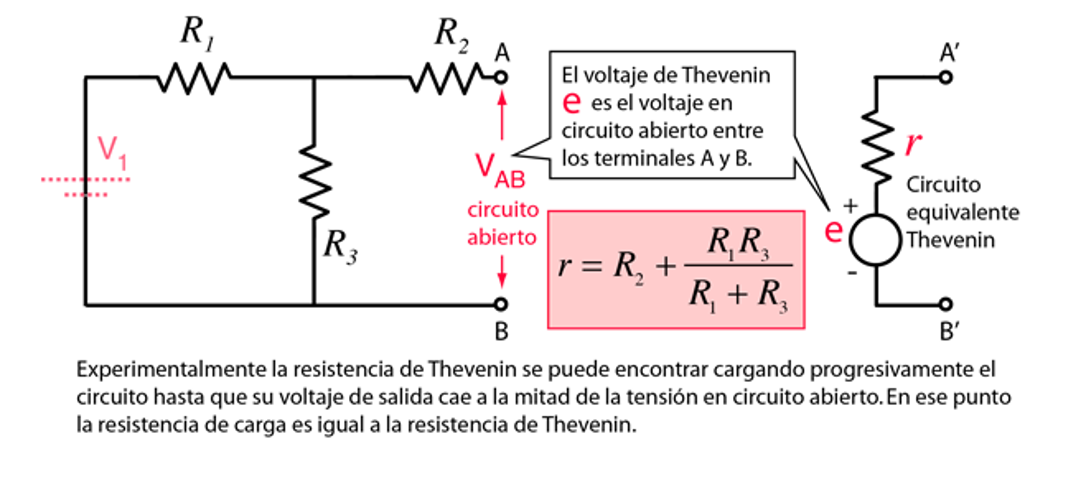 R₁
R₂
A
V₁
R₃
V_AB
circuito
abierto
B
El voltaje de Thevenin
e es el voltaje en
circuito abierto entre
los terminales A y B.
r = R₂ + R₁R₃ / (R₁ + R₃)
A′
r
Circuito
equivalente
Thevenin
+
e
-
B′
Experimentalmente la resistencia de Thevenin se puede encontrar cargando progresivamente el
circuito hasta que su voltaje de salida cae a la mitad de la tensión en circuito abierto. En ese punto
la resistencia de carga es igual a la resistencia de Thevenin.